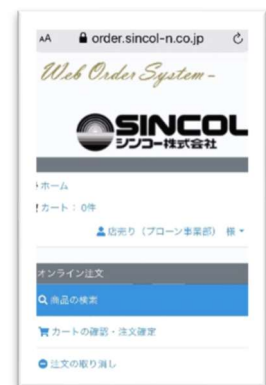 AA order.sincol-n.co.jp
Web Order System-
SINCOL
シンコー株式会社
ホーム
カート： 0件
店売り（プローン事業部） 様
オンライン注文
商品の検索
カートの確認・注文確定
注文の取り消し